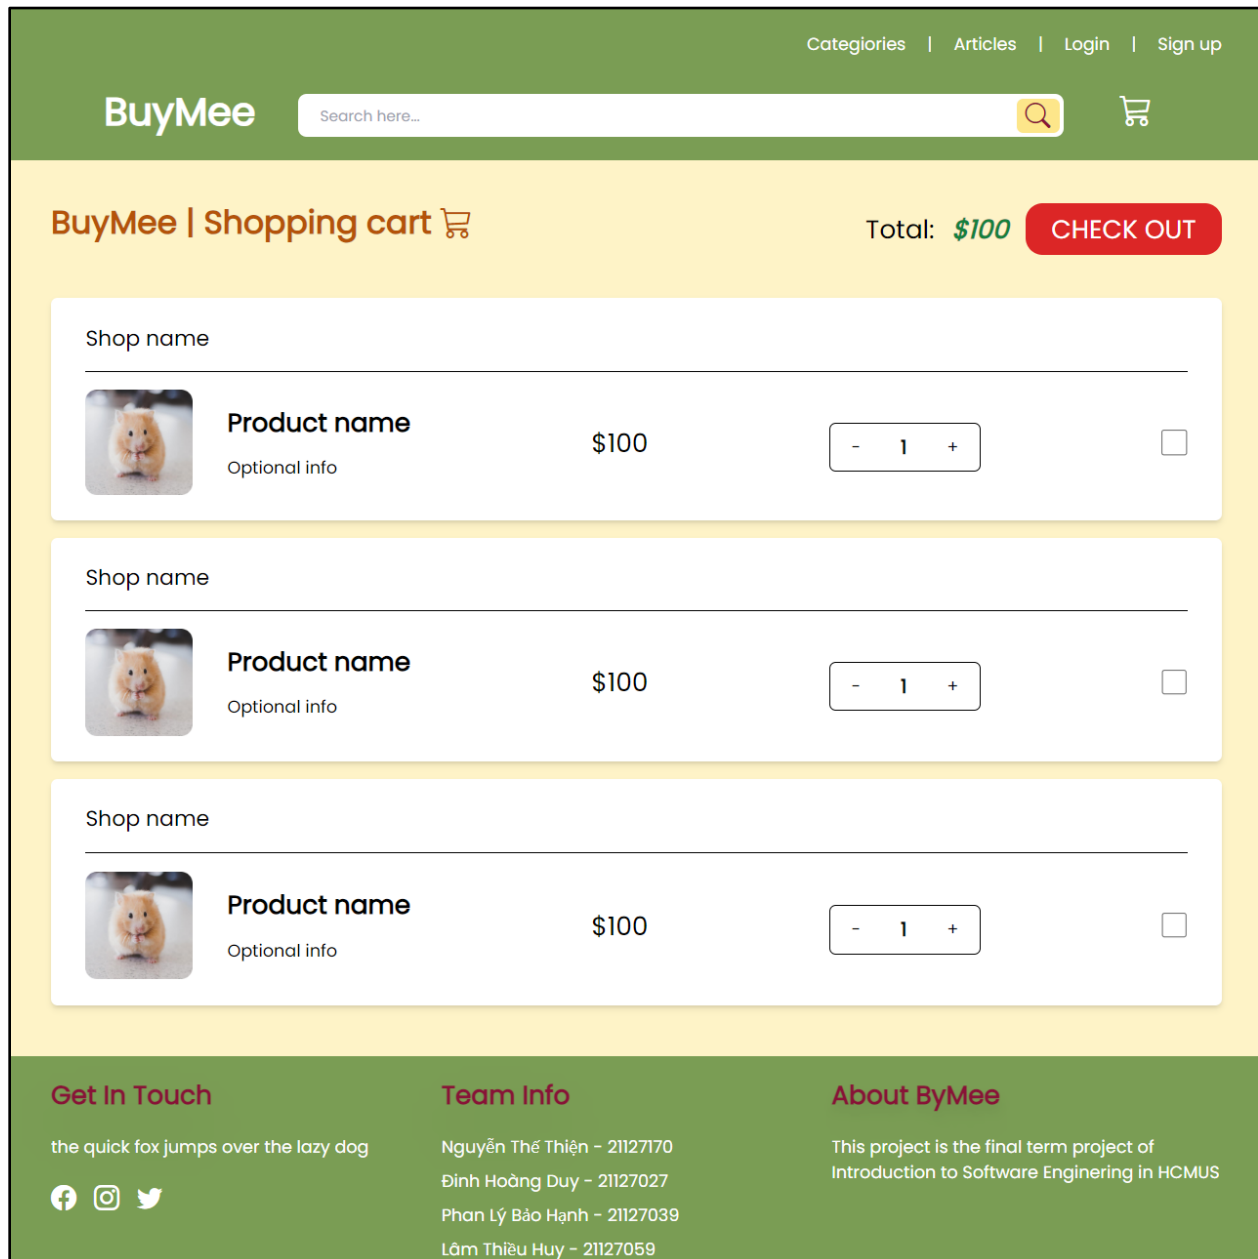 Categiories | Articles | Login | Sign up
BuyMee
Search here...
BuyMee | Shopping cart
Total: $100 CHECK OUT
Shop name
Product name
Optional info
$100
- 1 +
Shop name
Product name
Optional info
$100
- 1 +
Shop name
Product name
Optional info
$100
- 1 +
Get In Touch
the quick fox jumps over the lazy dog
Team Info
Nguyễn Thế Thiện - 21127170
Đinh Hoàng Duy - 21127027
Phan Lý Bảo Hạnh - 21127039
Lâm Thiều Huy - 21127059
About ByMee
This project is the final term project of
Introduction to Software Enginering in HCMUS